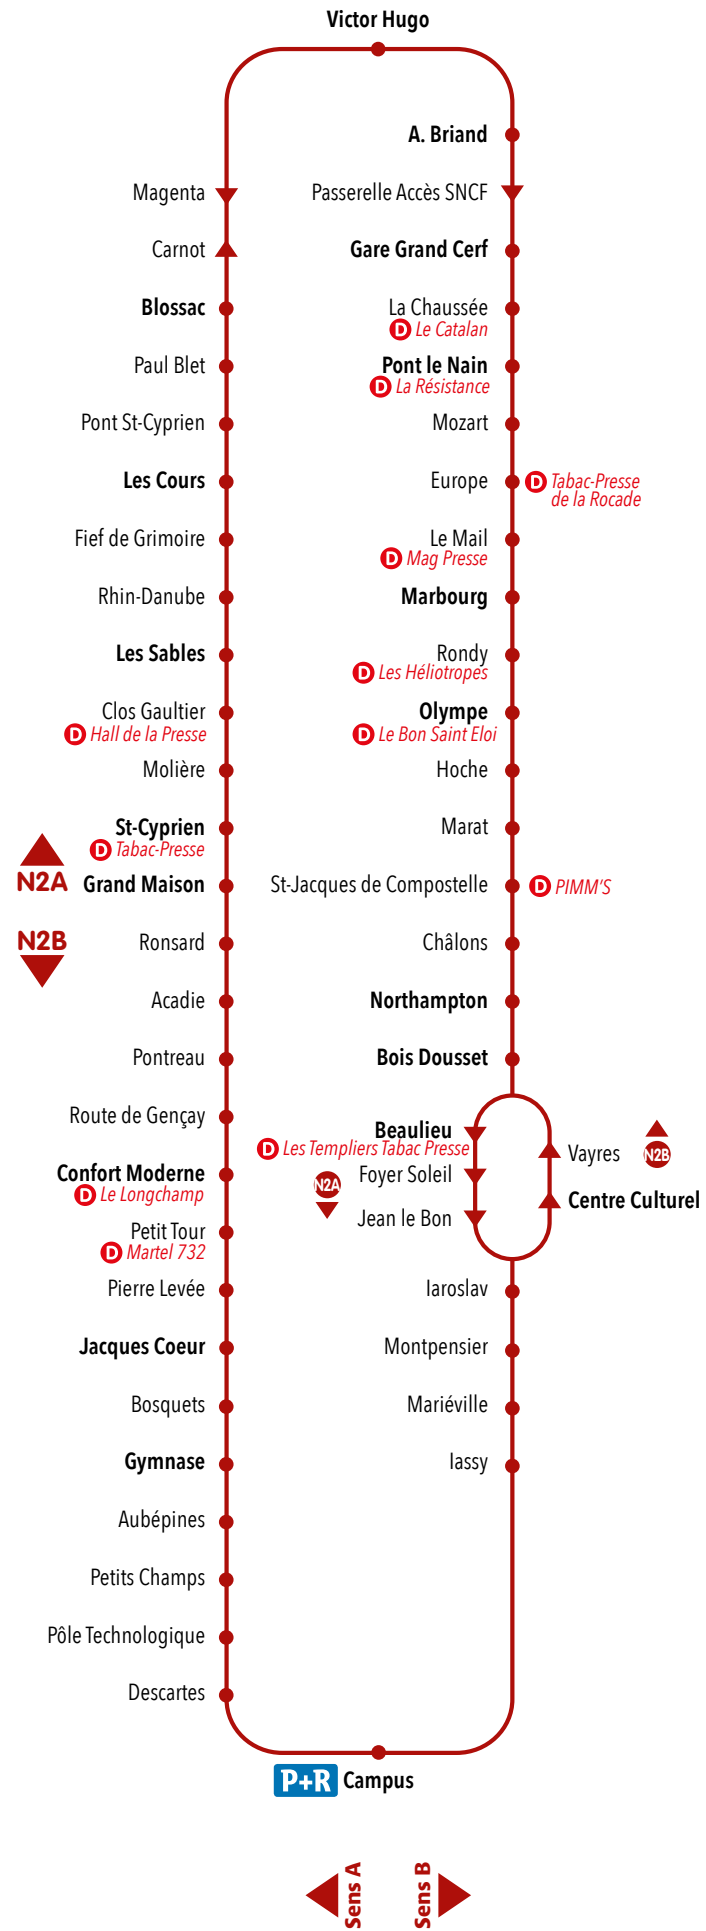 Victor Hugo
Magenta
Carnot
Blossac
Paul Blet
Pont St-Cyprien
Les Cours
Fief de Grimoire
Rhin-Danube
Les Sables
Clos Gaultier
D Hall de la Presse
Molière
St-Cyprien
D Tabac-Presse
N2A
Grand Maison
N2B
Ronsard
Acadie
Pontreau
Route de Gençay
Confort Moderne
D Le Longchamp
Petit Tour
D Martel 732
Pierre Levée
Jacques Coeur
Bosquets
Gymnase
Aubépines
Petits Champs
Pôle Technologique
Descartes
A. Briand
Passerelle Accès SNCF
Gare Grand Cerf
La Chaussée
D Le Catalan
Pont le Nain
D La Résistance
Mozart
Europe
D Tabac-Presse
de la Rocade
Le Mail
D Mag Presse
Marbourg
Rondy
D Les Héliotropes
Olympe
D Le Bon Saint Eloi
Hoche
Marat
St-Jacques de Compostelle
D PIMM'S
Châlons
Northampton
Bois Dousset
Beaulieu
D Les Templiers Tabac Presse
Foyer Soleil
N2A
Jean le Bon
Vayres
N2B
Centre Culturel
Iaroslav
Montpensier
Mariéville
Iassy
P+R Campus
Sens A
Sens B